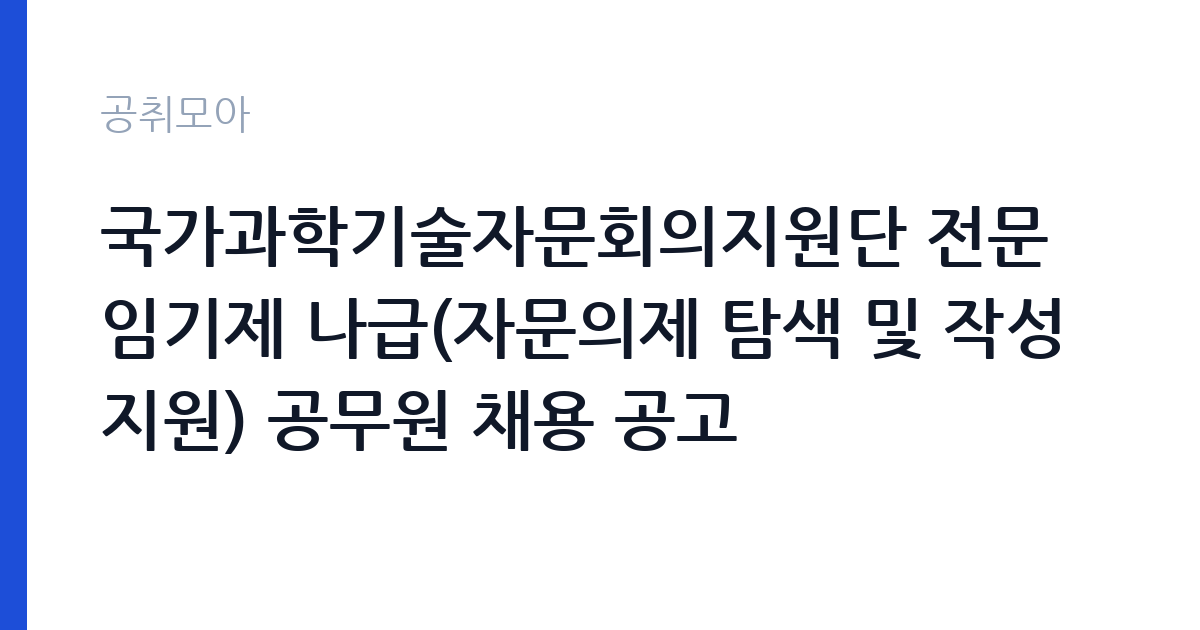 공취모아
국가과학기술자문회의지원단 전문
임기제 나급(자문의제 탐색 및 작성
지원) 공무원 채용 공고